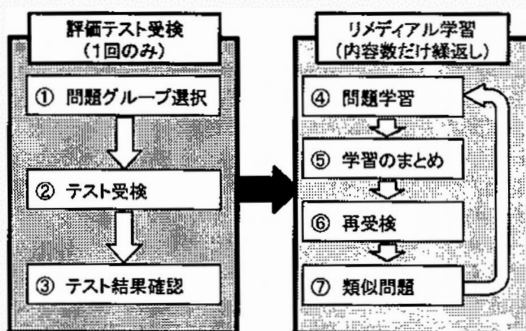 評価テスト受検
(1回のみ)
① 問題グループ選択
② テスト受検
③ テスト結果確認
リメディアル学習
(内容数だけ繰返し)
④ 問題学習
⑤ 学習のまとめ
⑥ 再受検
⑦ 類似問題